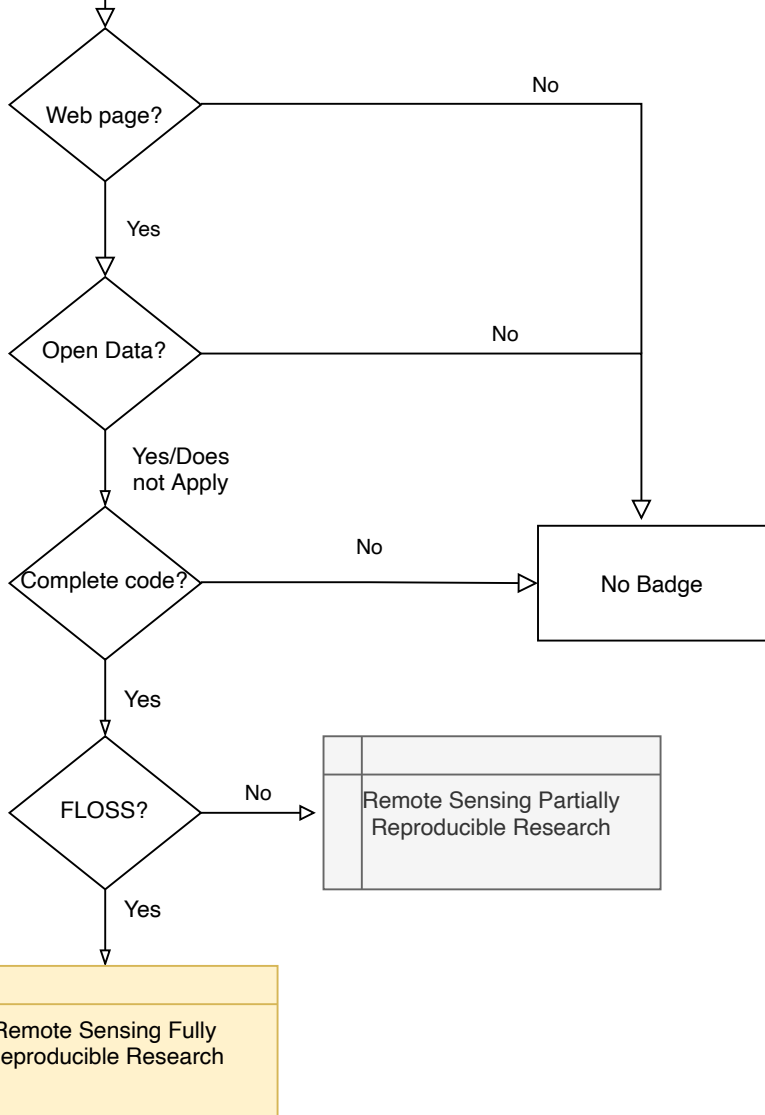 No
Web page?
Yes
No
Open Data?
Yes/Does
not Apply
No
Complete code?
No Badge
Yes
No
FLOSS?
Remote Sensing Partially
Reproducible Research
Yes
Remote Sensing Fully
eproducible Research